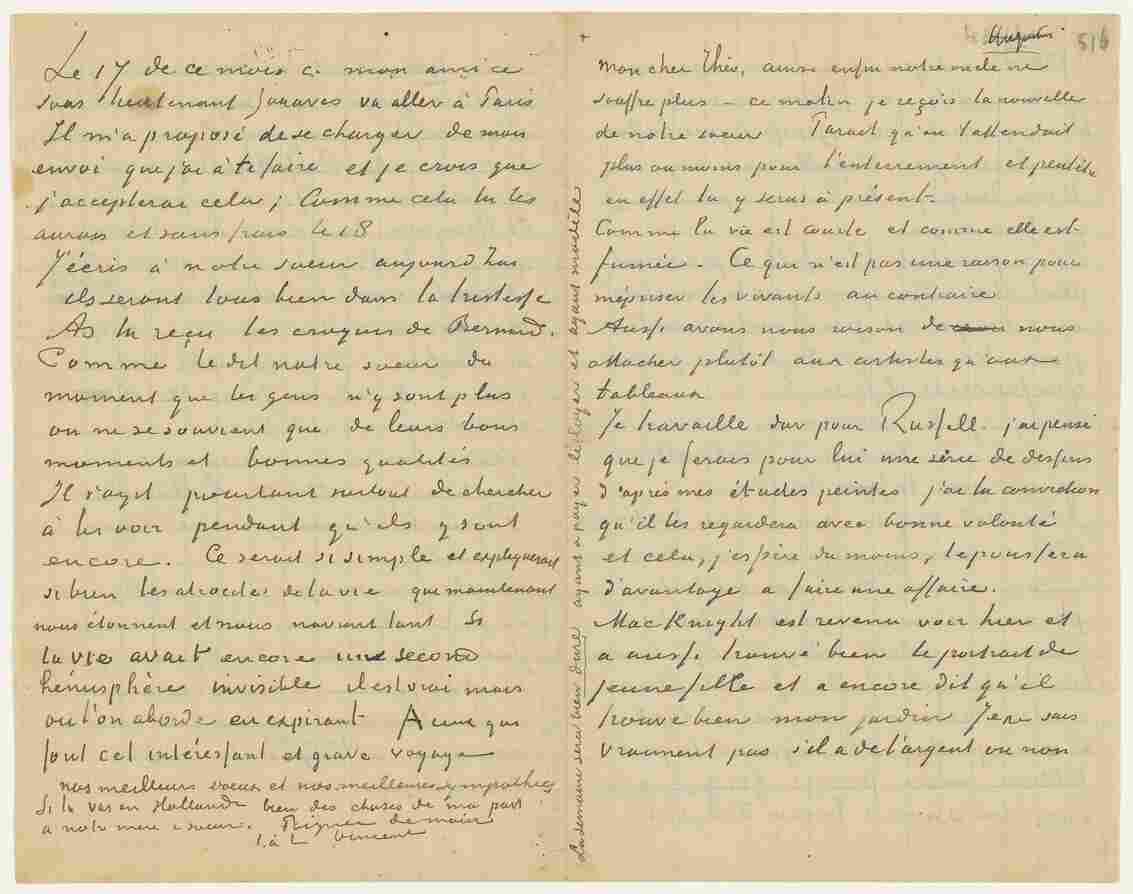 Le 17 de ce mois ci mon ami le
sous lieutenant zouaves va aller à Paris
Il m'a proposé de se charger de mon
envoi que j'ai à te faire et je crois que
j'accepterai cela; Comme cela tu les
aurais et sans frais le 18
J'écris à notre soeur aujourd'hui
ils seront tous bien dans la tristesse
As tu reçu les croquis de Bernard.
Comme le dit notre soeur du
moment que les gens n'y sont plus
on ne se souvient que de leurs bons
moments et bonnes qualités
Il s'agit pourtant surtout de chercher
à les voir pendant qu'ils y sont
encore. Ce serait si simple et expliquerait
si bien les atrocités de la vie qui maintenant
nous étonnent et nous navrent tant Si
la vie avait encore une second
hémisphère invisible il est vrai mais
où l'on aborde en expirant A ceux qui
font cet intéressant et grave voyage
nos meilleurs voeux et nos meilleures sympathies
Si tu vas en Hollande bien des choses de ma part
a notre mère & soeur. Poignée de main
t. à t. Vincent
La semaine sera bien dure ayant à payer le loyer et ayant modèle
516
mon cher Théo, ainsi enfin notre oncle ne
souffre plus – ce matin je reçois la nouvelle
de notre soeur Parait qu'on t'attendait
plus ou moins pour l'enterrement et peutêtre
en effet tu y seras à présent.
Comme la vie est courte et comme elle est
fumée. Ce qui n'est pas une raison pour
mépriser les vivants au contraire
Aussi avons nous raison de nous
attacher plutôt aux artistes qu'aux
tableaux
Je travaille dur pour Russell. j'ai pensé
que je ferais pour lui une série de dessins
d'après mes études peintes j'ai la conviction
qu'il les regardera avec bonne volonté
et cela, j'espère du moins, le poussera
d'avantage a faire une affaire.
MacKnight est revenu voir hier et
a aussi trouvé bien le portrait de
jeune fille et a encore dit qu'il
trouve bien mon jardin Je ne sais
vraiment pas s'il a de l'argent ou non